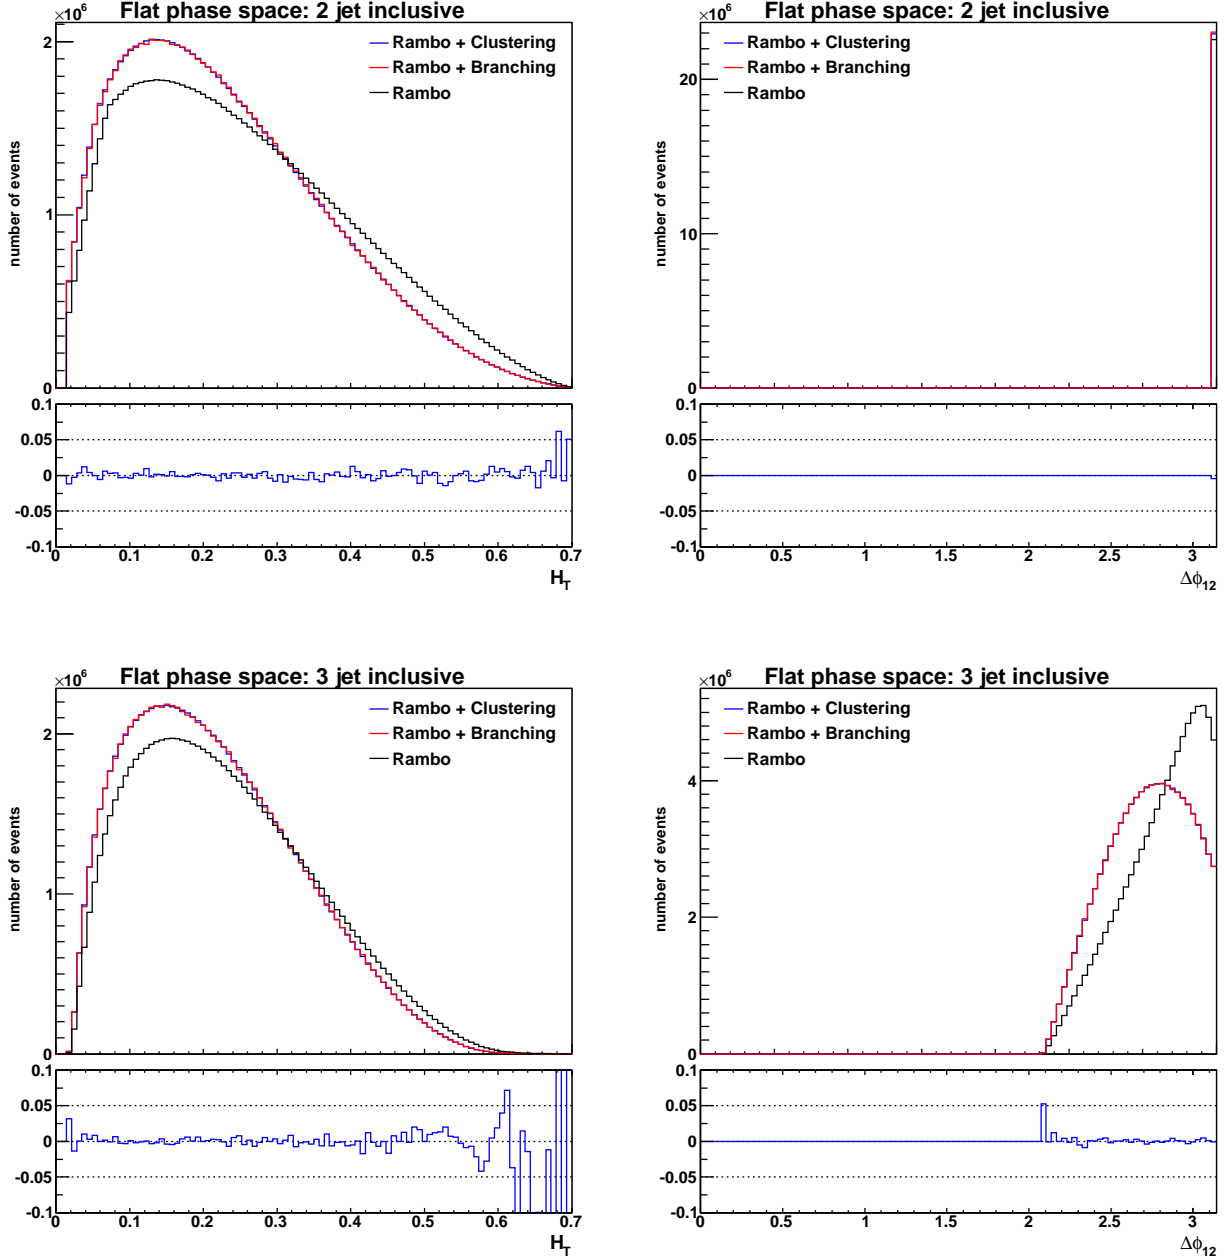 Flat phase space: 2 jet inclusive
×10⁶
Rambo + Clustering
Rambo + Branching
Rambo
number of events
2
1
0
0.1
0.05
0
-0.05
-0.1
0 0.1 0.2 0.3 0.4 0.5 0.6 0.7
H_T
Flat phase space: 2 jet inclusive
×10⁶
Rambo + Clustering
Rambo + Branching
Rambo
number of events
20
10
0
0.1
0.05
0
-0.05
-0.1
0 0.5 1 1.5 2 2.5 3
Δϕ₁₂
Flat phase space: 3 jet inclusive
×10⁶
Rambo + Clustering
Rambo + Branching
Rambo
number of events
2
1
0
0.1
0.05
0
-0.05
-0.1
0 0.1 0.2 0.3 0.4 0.5 0.6 0.7
H_T
Flat phase space: 3 jet inclusive
×10⁶
Rambo + Clustering
Rambo + Branching
Rambo
number of events
4
2
0
0.1
0.05
0
-0.05
-0.1
0 0.5 1 1.5 2 2.5 3
Δϕ₁₂